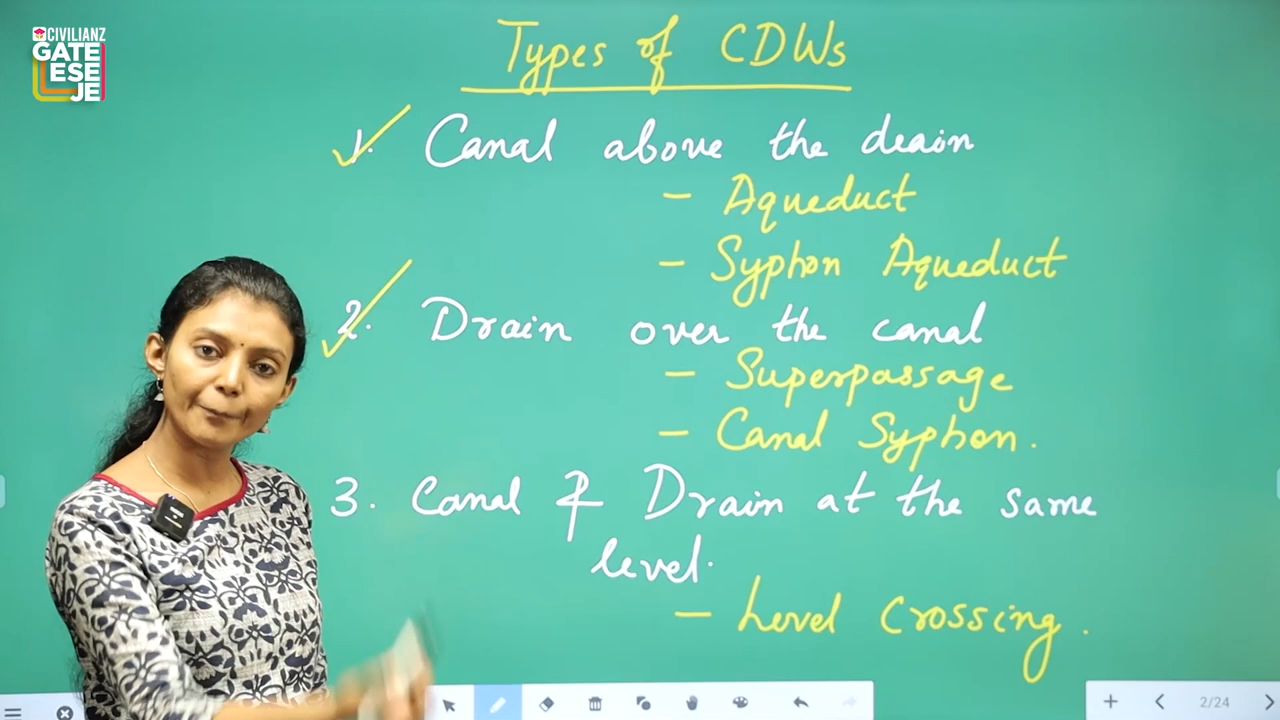 CIVILIANZ
GATE
ESE
JE
Types of CDWs
1. Canal above the drain
- Aqueduct
- Syphon Aqueduct
2. Drain over the canal
- Superpassage
- Canal Syphon.
3. Canal & Drain at the same
level.
- Level Crossing.
2/24